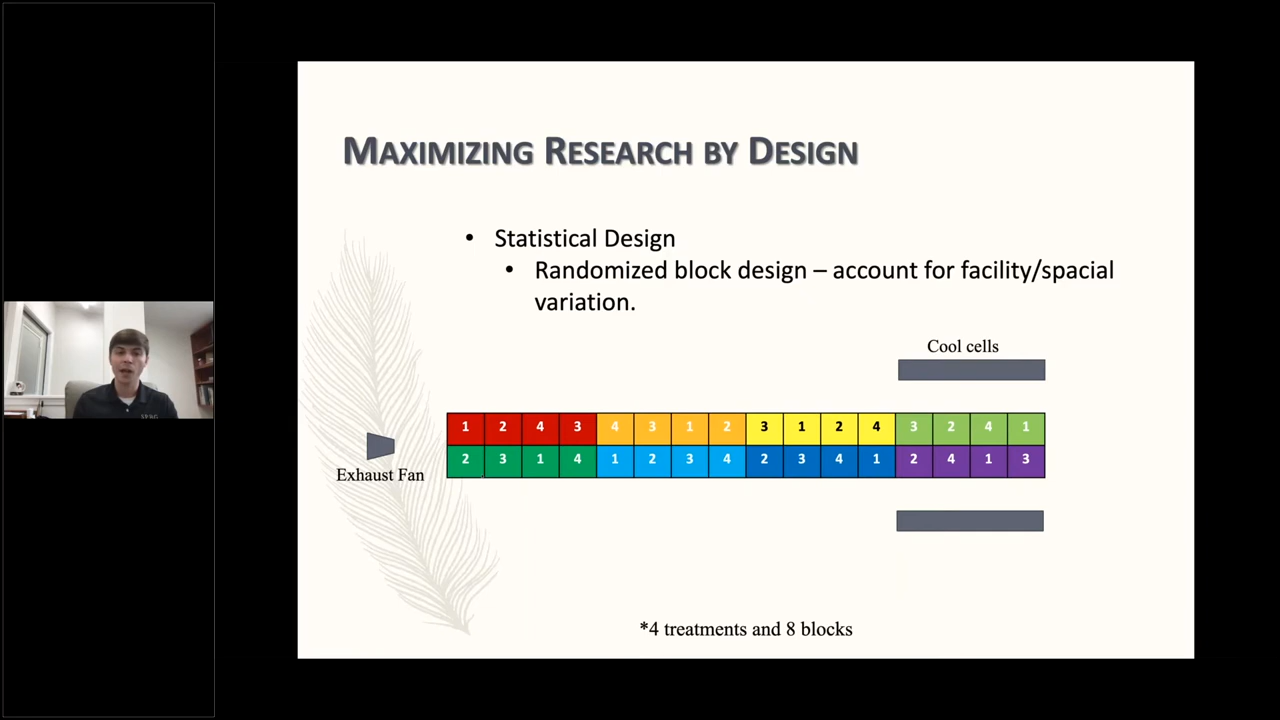 MAXIMIZING RESEARCH BY DESIGN
• Statistical Design
• Randomized block design – account for facility/spacial
variation.
Cool cells
1 2 4 3 4 3 1 2 3 1 2 4 3 2 4 1
2 3 1 4 1 2 3 4 2 3 4 1 2 4 1 3
Exhaust Fan
*4 treatments and 8 blocks